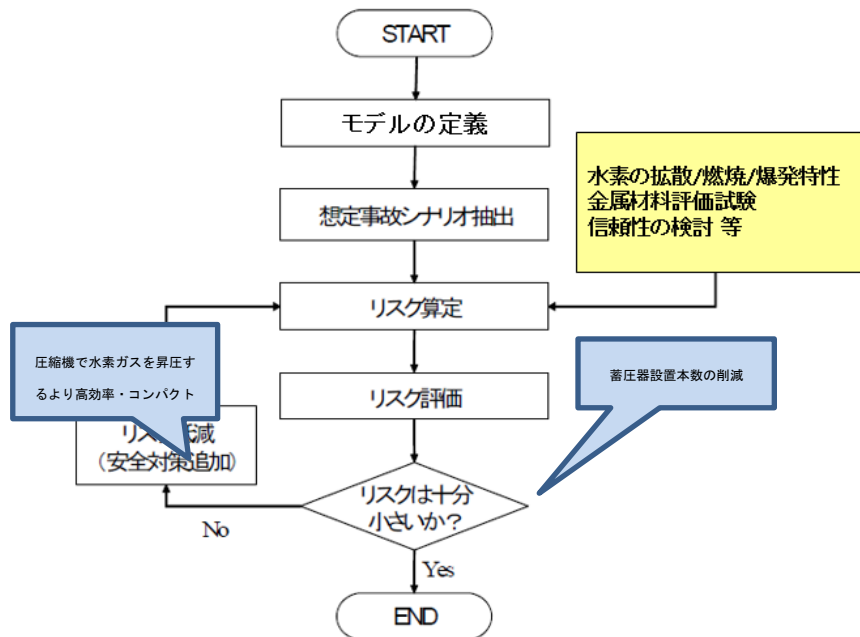 START
モデルの定義
水素の拡散/燃焼/爆発特性
金属材料評価試験
信頼性の検討 等
想定事故シナリオ抽出
リスク算定
圧縮機で水素ガスを昇圧す
るより高効率・コンパクト
蓄圧器設置本数の削減
リスク評価
リスク低減
（安全対策追加）
リスクは十分
小さいか？
No
Yes
END